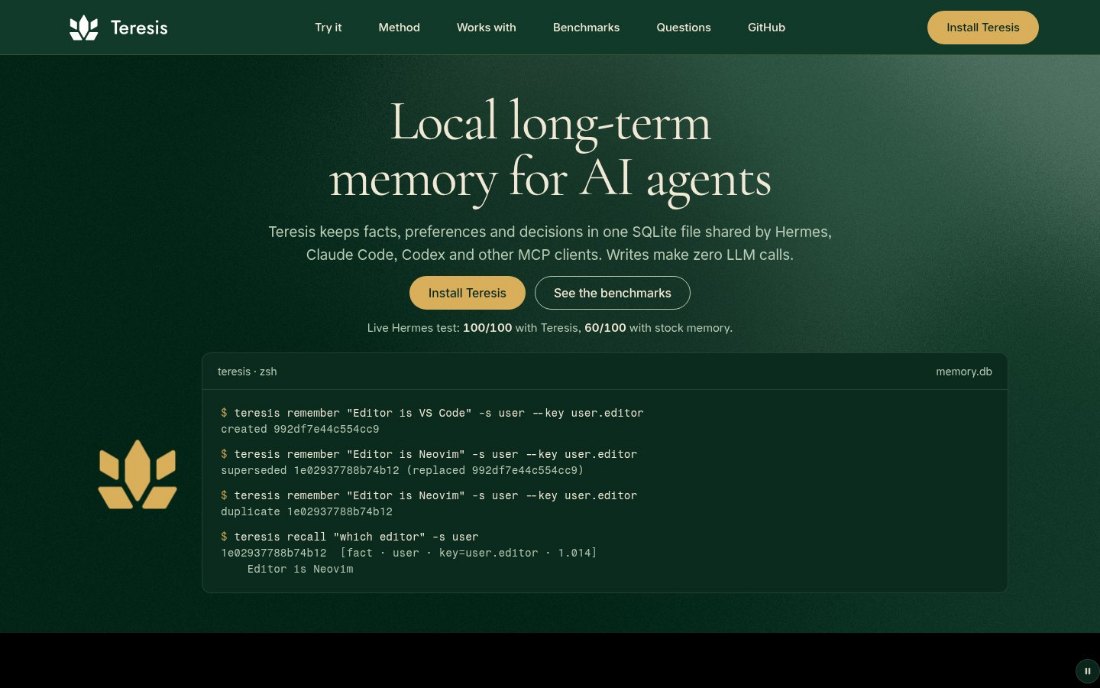 Teresis
Try it
Method
Works with
Benchmarks
Questions
GitHub
Install Teresis
Local long-term
memory for AI agents
Teresis keeps facts, preferences and decisions in one SQLite file shared by Hermes,
Claude Code, Codex and other MCP clients. Writes make zero LLM calls.
Install Teresis
See the benchmarks
Live Hermes test: 100/100 with Teresis, 60/100 with stock memory.
teresis · zsh
memory.db
$ teresis remember "Editor is VS Code" -s user --key user.editor
created 992df7e44c554cc9
$ teresis remember "Editor is Neovim" -s user --key user.editor
superseded 1e02937788b74b12 (replaced 992df7e44c554cc9)
$ teresis remember "Editor is Neovim" -s user --key user.editor
duplicate 1e02937788b74b12
$ teresis recall "which editor" -s user
1e02937788b74b12 [fact · user · key=user.editor · 1.014]
Editor is Neovim